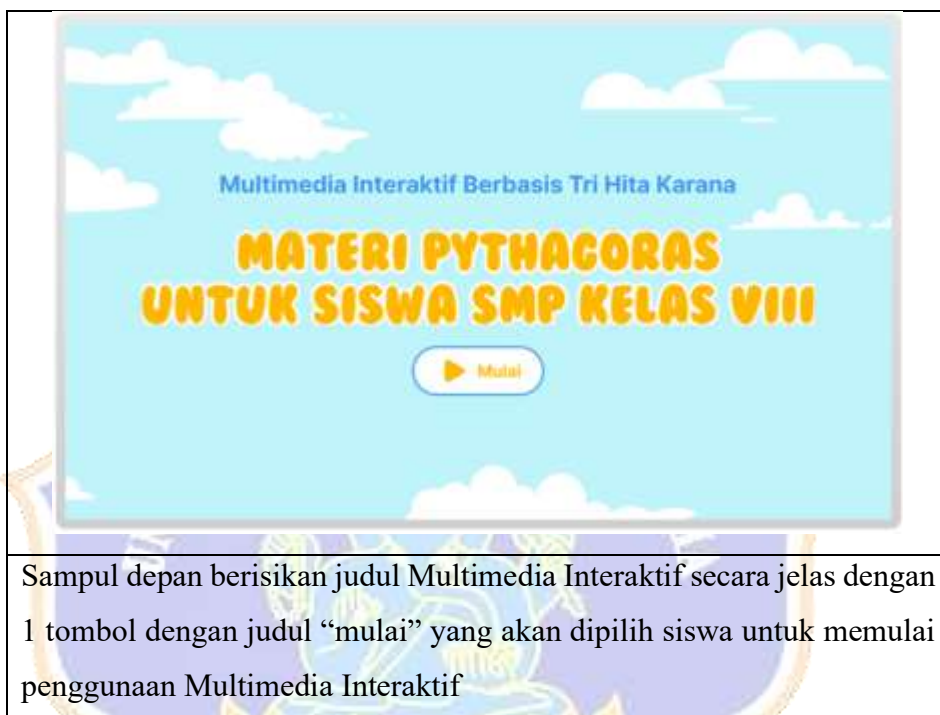 Multimedia Interaktif Berbasis Tri Hita Karana
MATERI PYTHAGORAS
UNTUK SISWA SMP KELAS VIII
Mulai
Sampul depan berisikan judul Multimedia Interaktif secara jelas dengan
1 tombol dengan judul “mulai” yang akan dipilih siswa untuk memulai
penggunaan Multimedia Interaktif